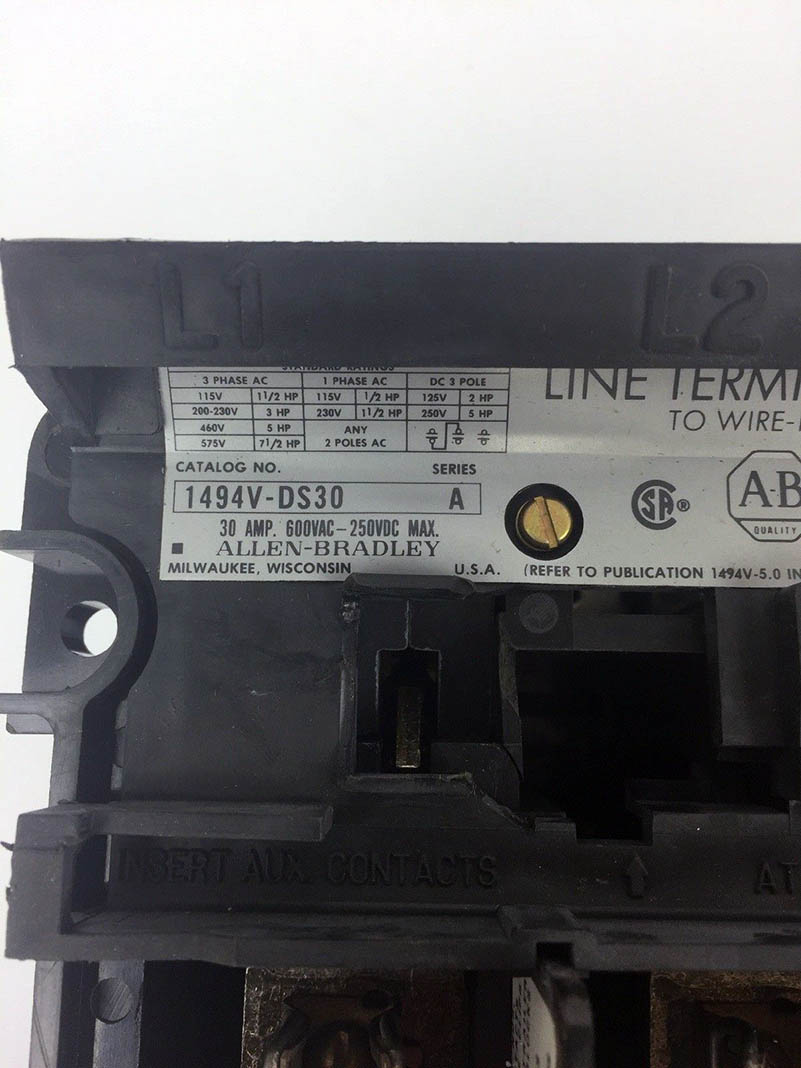 L1 L2
STANDARD RATINGS
3 PHASE AC 1 PHASE AC DC 3 POLE
115V 1 1/2 HP 115V 1/2 HP 125V 2 HP
200-230V 3 HP 230V 1 1/2 HP 250V 5 HP
460V 5 HP ANY
575V 7 1/2 HP 2 POLES AC
LINE TERMI
TO WIRE-
CATALOG NO. SERIES
1494V-DS30 A
30 AMP. 600VAC-250VDC MAX.
ALLEN-BRADLEY
MILWAUKEE, WISCONSIN U.S.A.
CSA ®
A-B
QUALITY
(REFER TO PUBLICATION 1494V-5.0 IN
INSERT AUX. CONTACTS AT